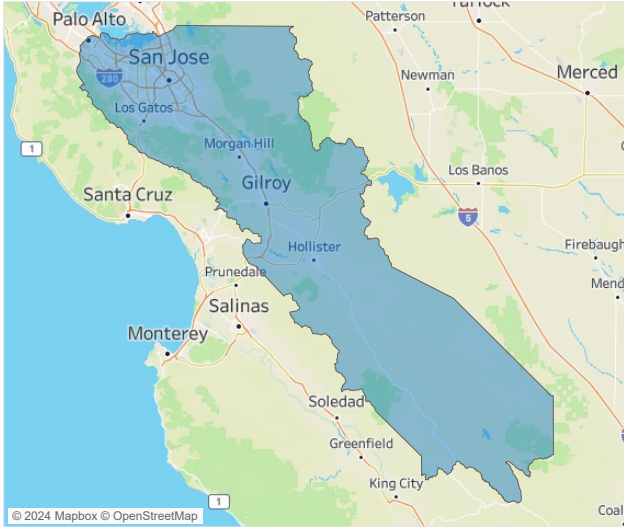 Turlock
Patterson
Palo Alto
San Jose
280
Newman
Merced
Los Gatos
1
Morgan Hill
Los Banos
Gilroy
Santa Cruz
5
Hollister
Firebaugh
Prunedale
Mend
Salinas
Monterey
Soledad
Greenfield
King City
1
Coal
© 2024 Mapbox © OpenStreetMap